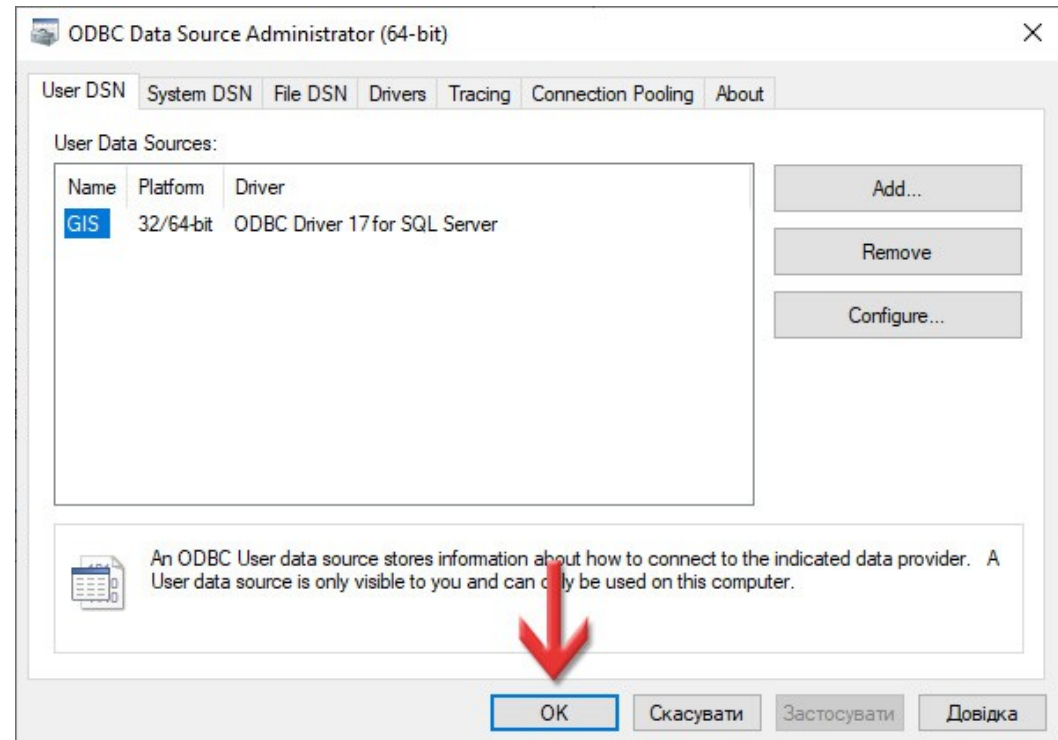 ODBC Data Source Administrator (64-bit)
User DSN System DSN File DSN Drivers Tracing Connection Pooling About
User Data Sources:
Name Platform Driver
GIS 32/64-bit ODBC Driver 17 for SQL Server
Add...
Remove
Configure...
An ODBC User data source stores information about how to connect to the indicated data provider. A
User data source is only visible to you and can only be used on this computer.
OK Скасувати Застосувати Довідка